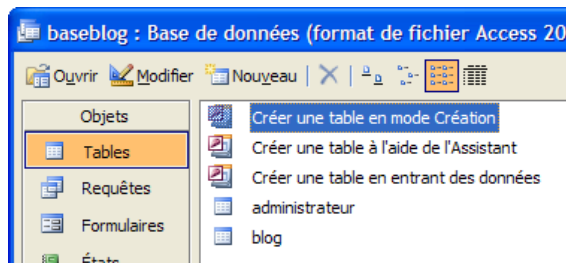 baseblog : Base de données (format de fichier Access 20
Ouvrir Modifier Nouveau
Objets
Tables
Requêtes
Formulaires
États
Créer une table en mode Création
Créer une table à l'aide de l'Assistant
Créer une table en entrant des données
administrateur
blog